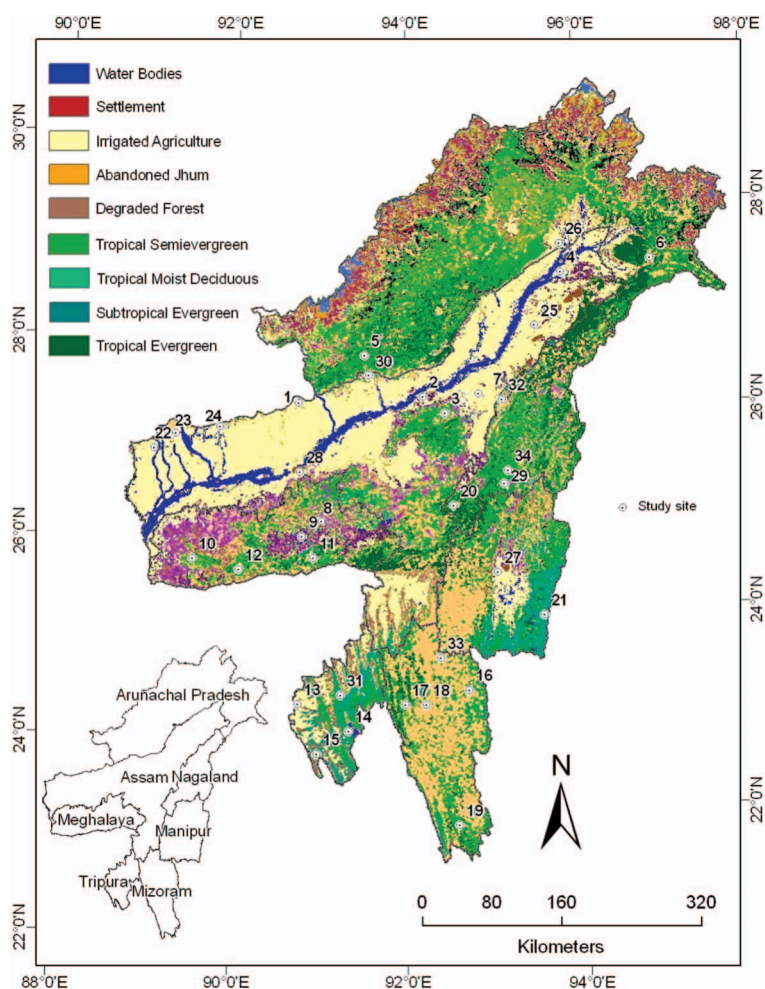 90°0'E 92°0'E 94°0'E 96°0'E 98°0'E
30°0'N
28°0'N
26°0'N
24°0'N
22°0'N
Water Bodies
Settlement
Irrigated Agriculture
Abandoned Jhum
Degraded Forest
Tropical Semievergreen
Tropical Moist Deciduous
Subtropical Evergreen
Tropical Evergreen
26
6
4
25
5
30
1
2
7
32
3
22
23
24
28
34
29
20
8
9
10
11
12
27
21
33
16
13
31
17
18
14
15
19
Study site
28°0'N
26°0'N
24°0'N
22°0'N
Arunachal Pradesh
Assam
Nagaland
Meghalaya
Manipur
Tripura
Mizoram
N
0 80 160 320
Kilometers
88°0'E 90°0'E 92°0'E 94°0'E